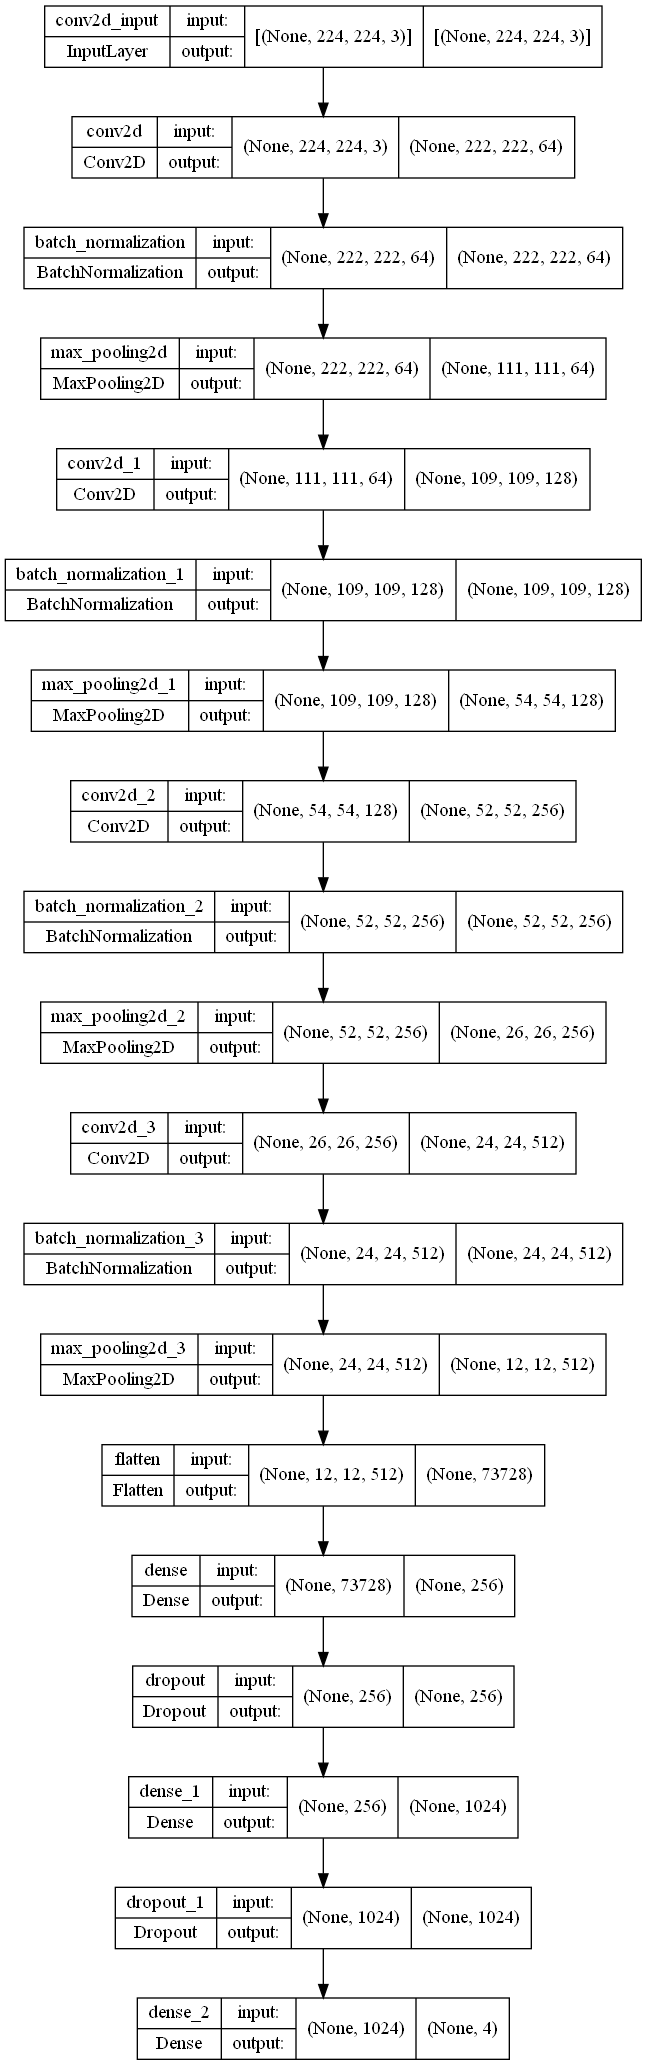 conv2d_input input: [(None, 224, 224, 3)] [(None, 224, 224, 3)]
InputLayer output:
conv2d input: (None, 224, 224, 3) (None, 222, 222, 64)
Conv2D output:
batch_normalization input: (None, 222, 222, 64) (None, 222, 222, 64)
BatchNormalization output:
max_pooling2d input: (None, 222, 222, 64) (None, 111, 111, 64)
MaxPooling2D output:
conv2d_1 input: (None, 111, 111, 64) (None, 109, 109, 128)
Conv2D output:
batch_normalization_1 input: (None, 109, 109, 128) (None, 109, 109, 128)
BatchNormalization output:
max_pooling2d_1 input: (None, 109, 109, 128) (None, 54, 54, 128)
MaxPooling2D output:
conv2d_2 input: (None, 54, 54, 128) (None, 52, 52, 256)
Conv2D output:
batch_normalization_2 input: (None, 52, 52, 256) (None, 52, 52, 256)
BatchNormalization output:
max_pooling2d_2 input: (None, 52, 52, 256) (None, 26, 26, 256)
MaxPooling2D output:
conv2d_3 input: (None, 26, 26, 256) (None, 24, 24, 512)
Conv2D output:
batch_normalization_3 input: (None, 24, 24, 512) (None, 24, 24, 512)
BatchNormalization output:
max_pooling2d_3 input: (None, 24, 24, 512) (None, 12, 12, 512)
MaxPooling2D output:
flatten input: (None, 12, 12, 512) (None, 73728)
Flatten output:
dense input: (None, 73728) (None, 256)
Dense output:
dropout input: (None, 256) (None, 256)
Dropout output:
dense_1 input: (None, 256) (None, 1024)
Dense output:
dropout_1 input: (None, 1024) (None, 1024)
Dropout output:
dense_2 input: (None, 1024) (None, 4)
Dense output: